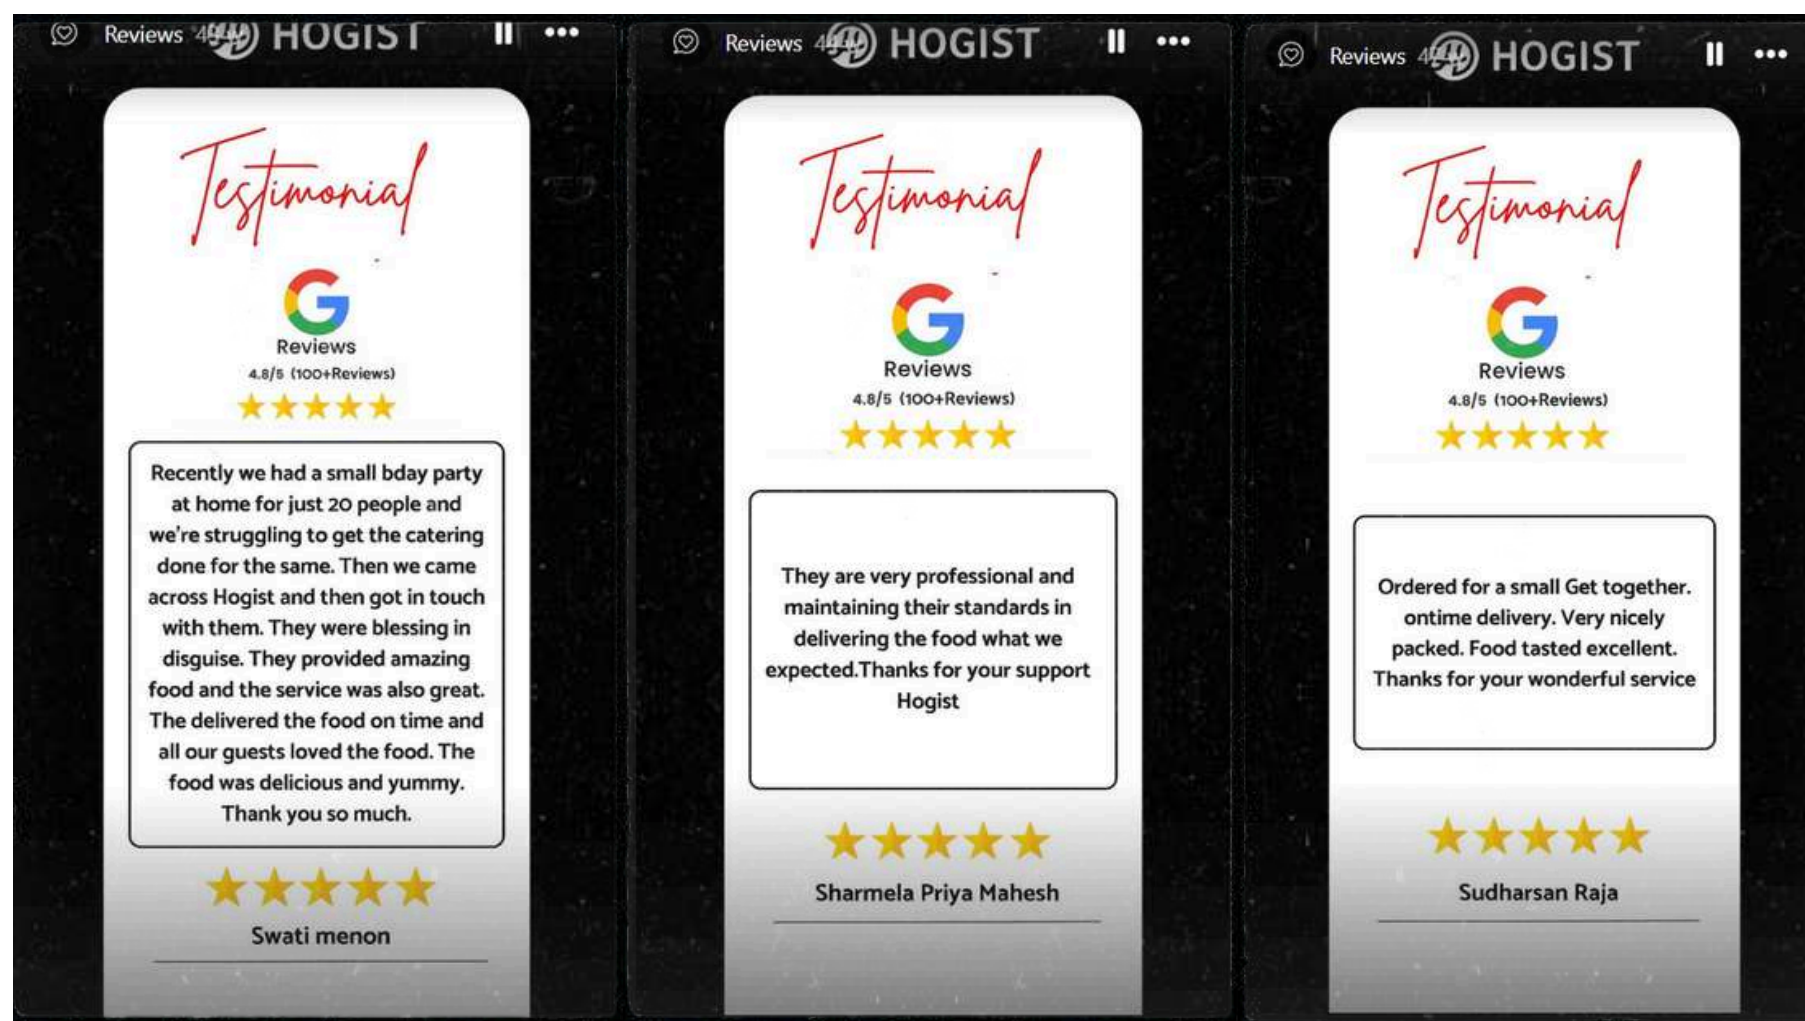 Reviews
HOGIST
Testimonial
G
Reviews
4.8/5 (100+Reviews)
Recently we had a small bday party
at home for just 20 people and
we're struggling to get the catering
done for the same. Then we came
across Hogist and then got in touch
with them. They were blessing in
disguise. They provided amazing
food and the service was also great.
The delivered the food on time and
all our guests loved the food. The
food was delicious and yummy.
Thank you so much.
Swati menon
Reviews
HOGIST
Testimonial
G
Reviews
4.8/5 (100+Reviews)
They are very professional and
maintaining their standards in
delivering the food what we
expected.Thanks for your support
Hogist
Sharmela Priya Mahesh
Reviews
HOGIST
Testimonial
G
Reviews
4.8/5 (100+Reviews)
Ordered for a small Get together.
ontime delivery. Very nicely
packed. Food tasted excellent.
Thanks for your wonderful service
Sudharsan Raja